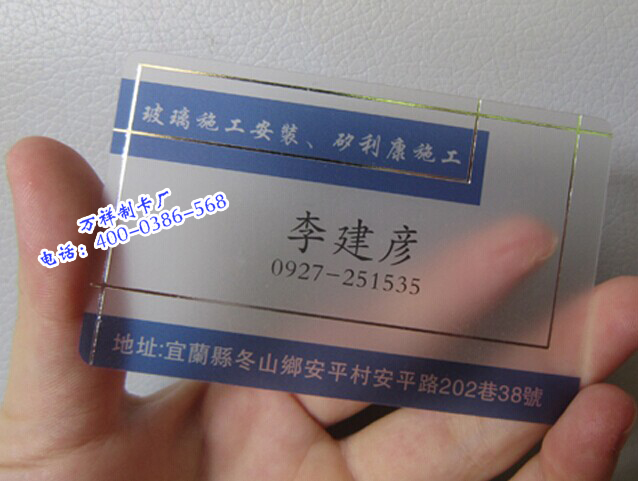 玻璃施工安裝、矽利康施工
万祥制卡厂
电话：400-0386-568
李建彦
0927-251535
地址:宜蘭縣冬山鄉安平村安平路202巷38號